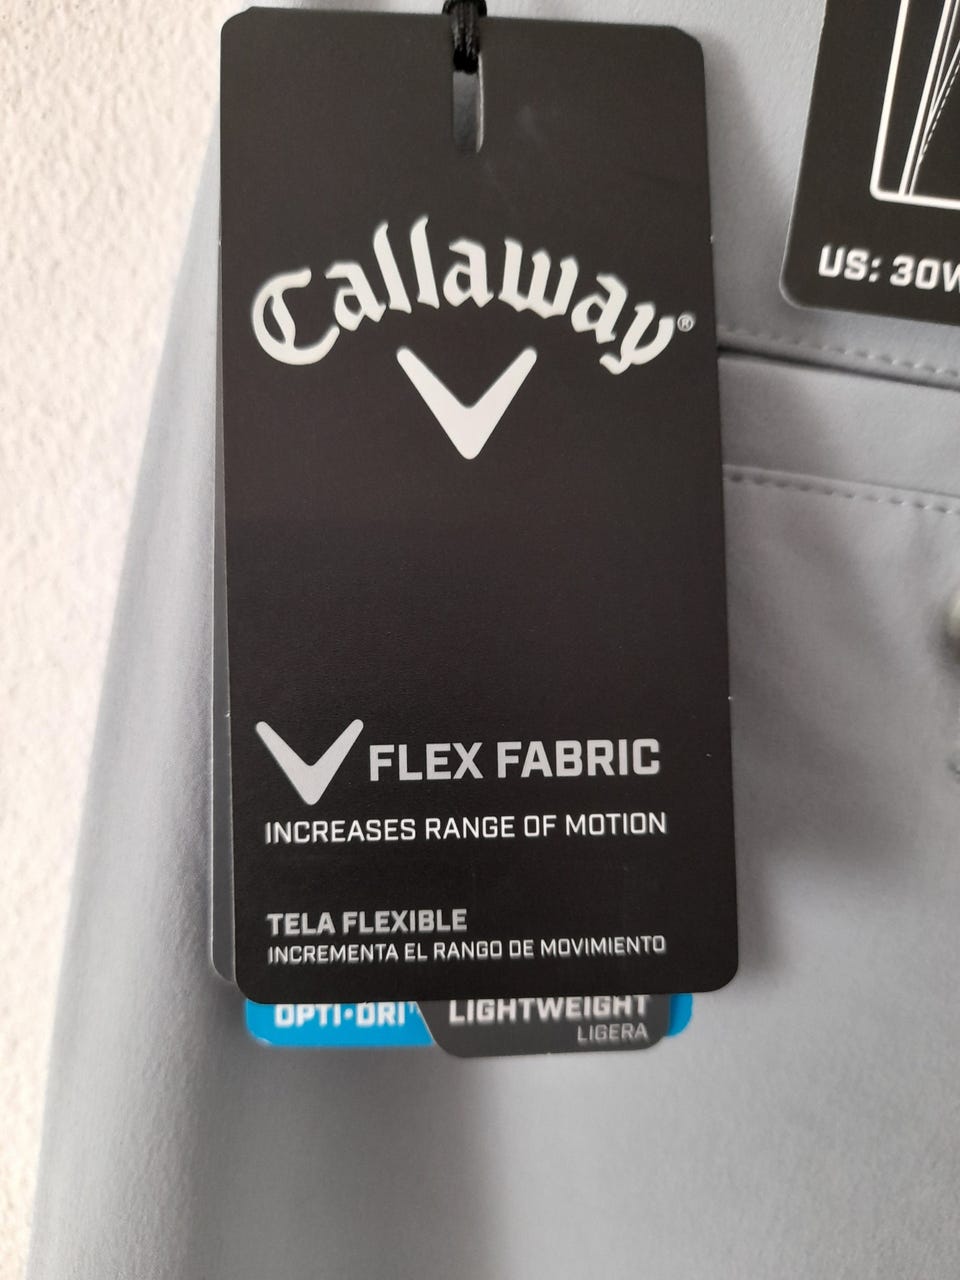 Callaway®
US: 30W
FLEX FABRIC
INCREASES RANGE OF MOTION
TELA FLEXIBLE
INCREMENTA EL RANGO DE MOVIMIENTO
OPTI•DRI
LIGHTWEIGHT
LIGERA